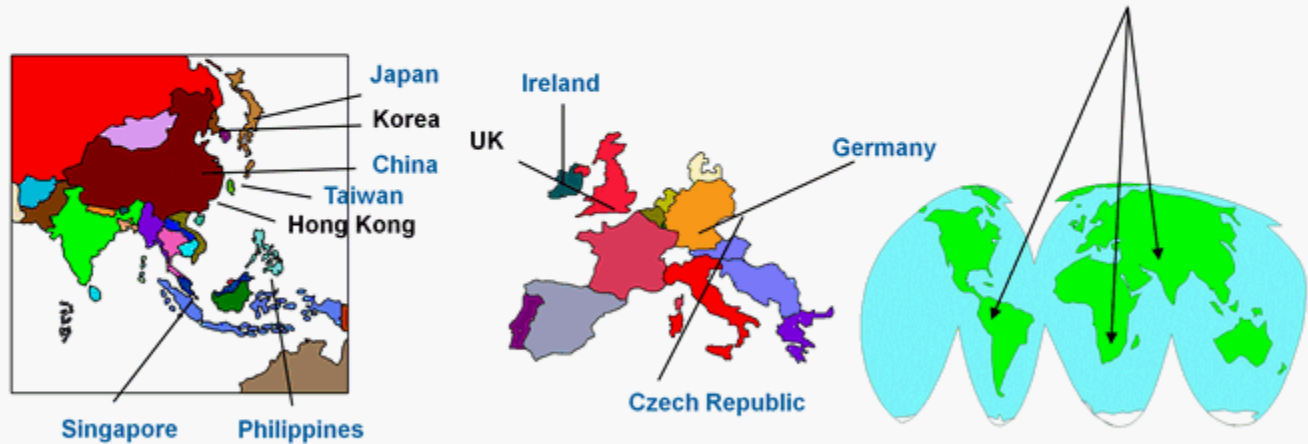 Japan
Korea
China
Taiwan
Hong Kong
Singapore
Philippines
Ireland
UK
Germany
Czech Republic